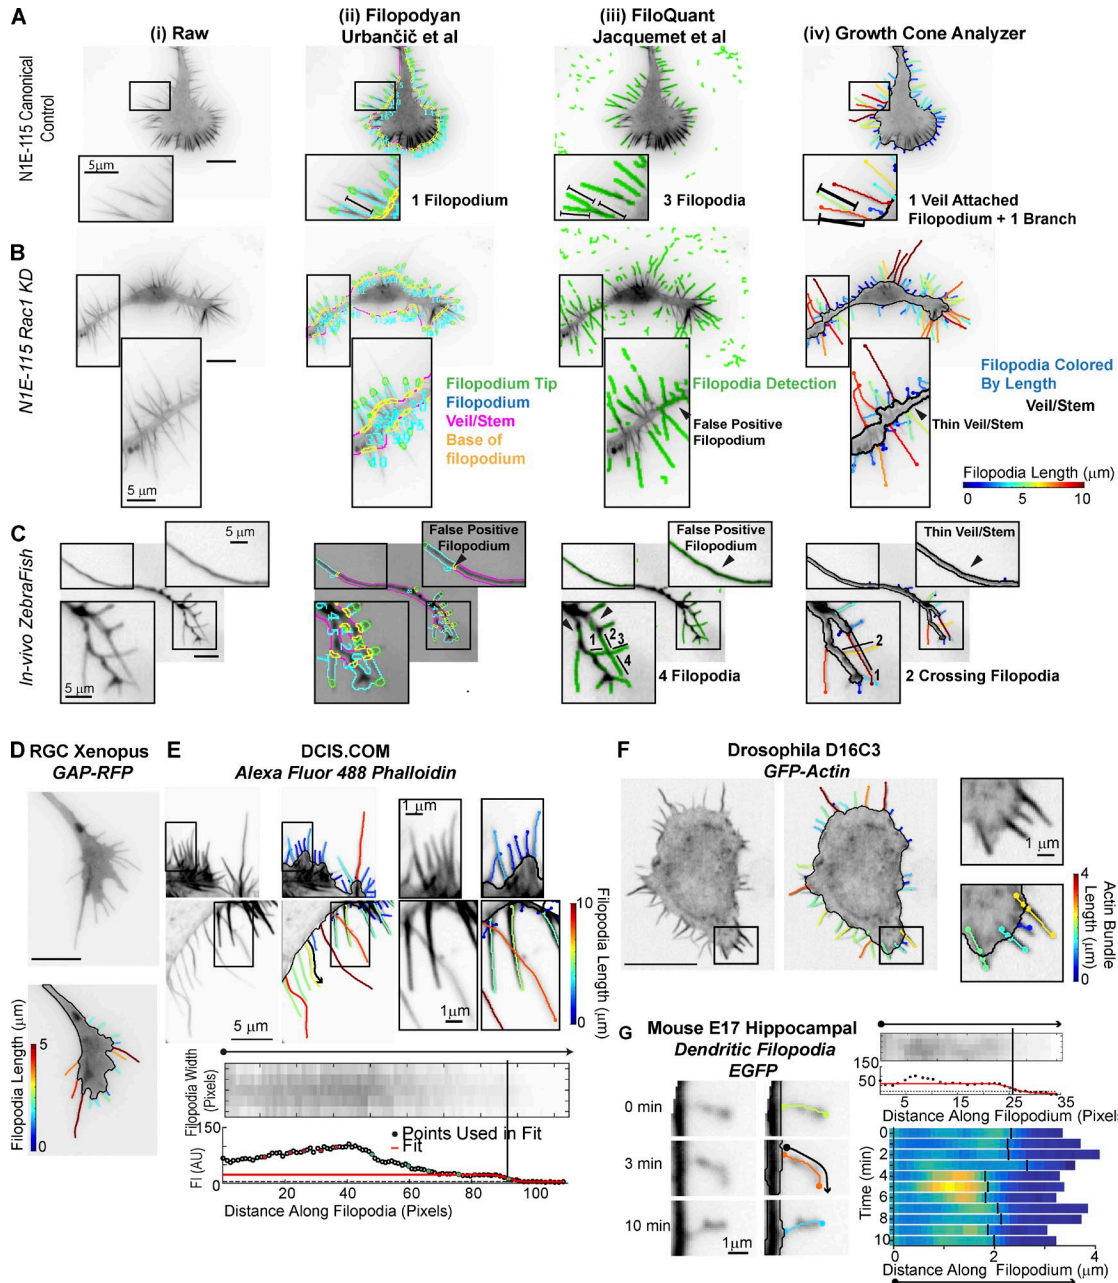 A
(i) Raw
(ii) Filopodyan
Urbančič et al
(iii) FiloQuant
Jacquemet et al
(iv) Growth Cone Analyzer
N1E-115 Canonical
Control
5μm
1 Filopodium
3 Filopodia
1 Veil Attached
Filopodium + 1 Branch
B
N1E-115 Rac1 KD
5 μm
Filopodium Tip
Filopodium
Veil/Stem
Base of
filopodium
Filopodia Detection
False Positive
Filopodium
Filopodia Colored
By Length
Veil/Stem
Thin Veil/Stem
Filopodia Length (μm)
0 5 10
C
In-vivo ZebraFish
5 μm
5 μm
False Positive
Filopodium
False Positive
Filopodium
1 2 3
4
4 Filopodia
Thin Veil/Stem
2
1
2 Crossing Filopodia
D RGC Xenopus
GAP-RFP
Filopodia Length (μm)
5
0
E
DCIS.COM
Alexa Fluor 488 Phalloidin
1 μm
5 μm
1μm
10
Filopodia Length (μm)
0
Filopodia Width
(Pixels)
150
FI (AU)
0
Points Used in Fit
Fit
20 40 60 80 100
Distance Along Filopodia (Pixels)
F
Drosophila D16C3
GFP-Actin
1 μm
4
Actin Bundle
Length (μm)
0
G Mouse E17 Hippocampal
Dendritic Filopodia
EGFP
0 min
3 min
10 min
1μm
150
50
5 15 25 33
Distance Along Filopodium (Pixels
Time (min)
0
2
4
6
8
10
0 2 4
Distance Along Filopodium (μm)